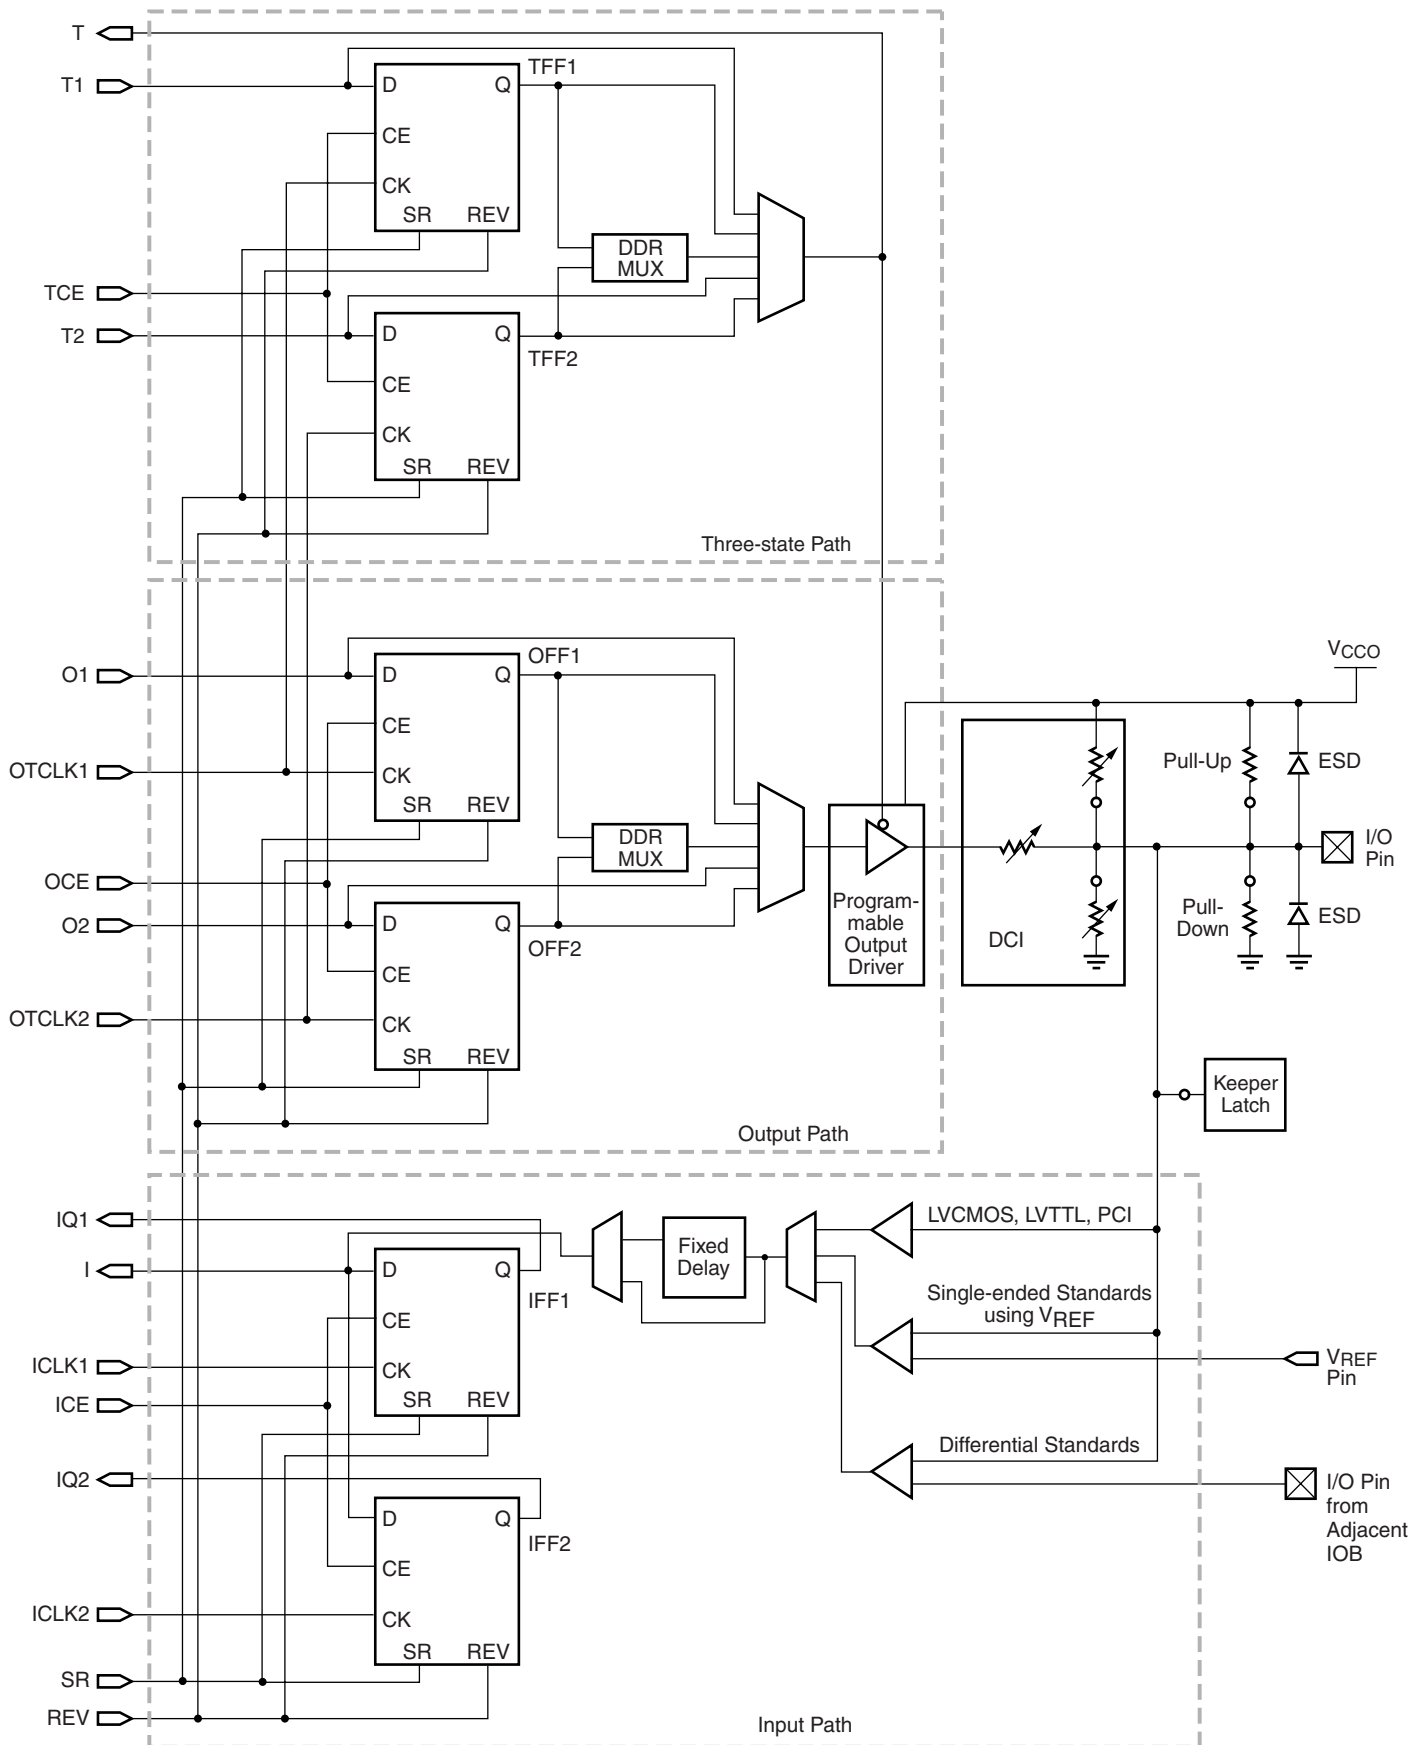 T
T1
D
Q
TFF1
CE
CK
SR
REV
DDR
MUX
TCE
T2
D
Q
TFF2
CE
CK
SR
REV
Three-state Path
O1
D
Q
OFF1
CE
OTCLK1
CK
SR
REV
DDR
MUX
OCE
O2
D
Q
OFF2
CE
OTCLK2
CK
SR
REV
Output Path
Program-
mable
Output
Driver
DCI
VCCO
Pull-Up
ESD
I/O
Pin
Pull-
Down
ESD
Keeper
Latch
IQ1
I
D
Q
IFF1
CE
ICLK1
CK
ICE
SR
REV
Fixed
Delay
LVCMOS, LVTTL, PCI
Single-ended Standards
using VREF
VREF
Pin
Differential Standards
I/O Pin
from
Adjacent
IOB
IQ2
D
Q
IFF2
CE
ICLK2
CK
SR
REV
SR
REV
Input Path